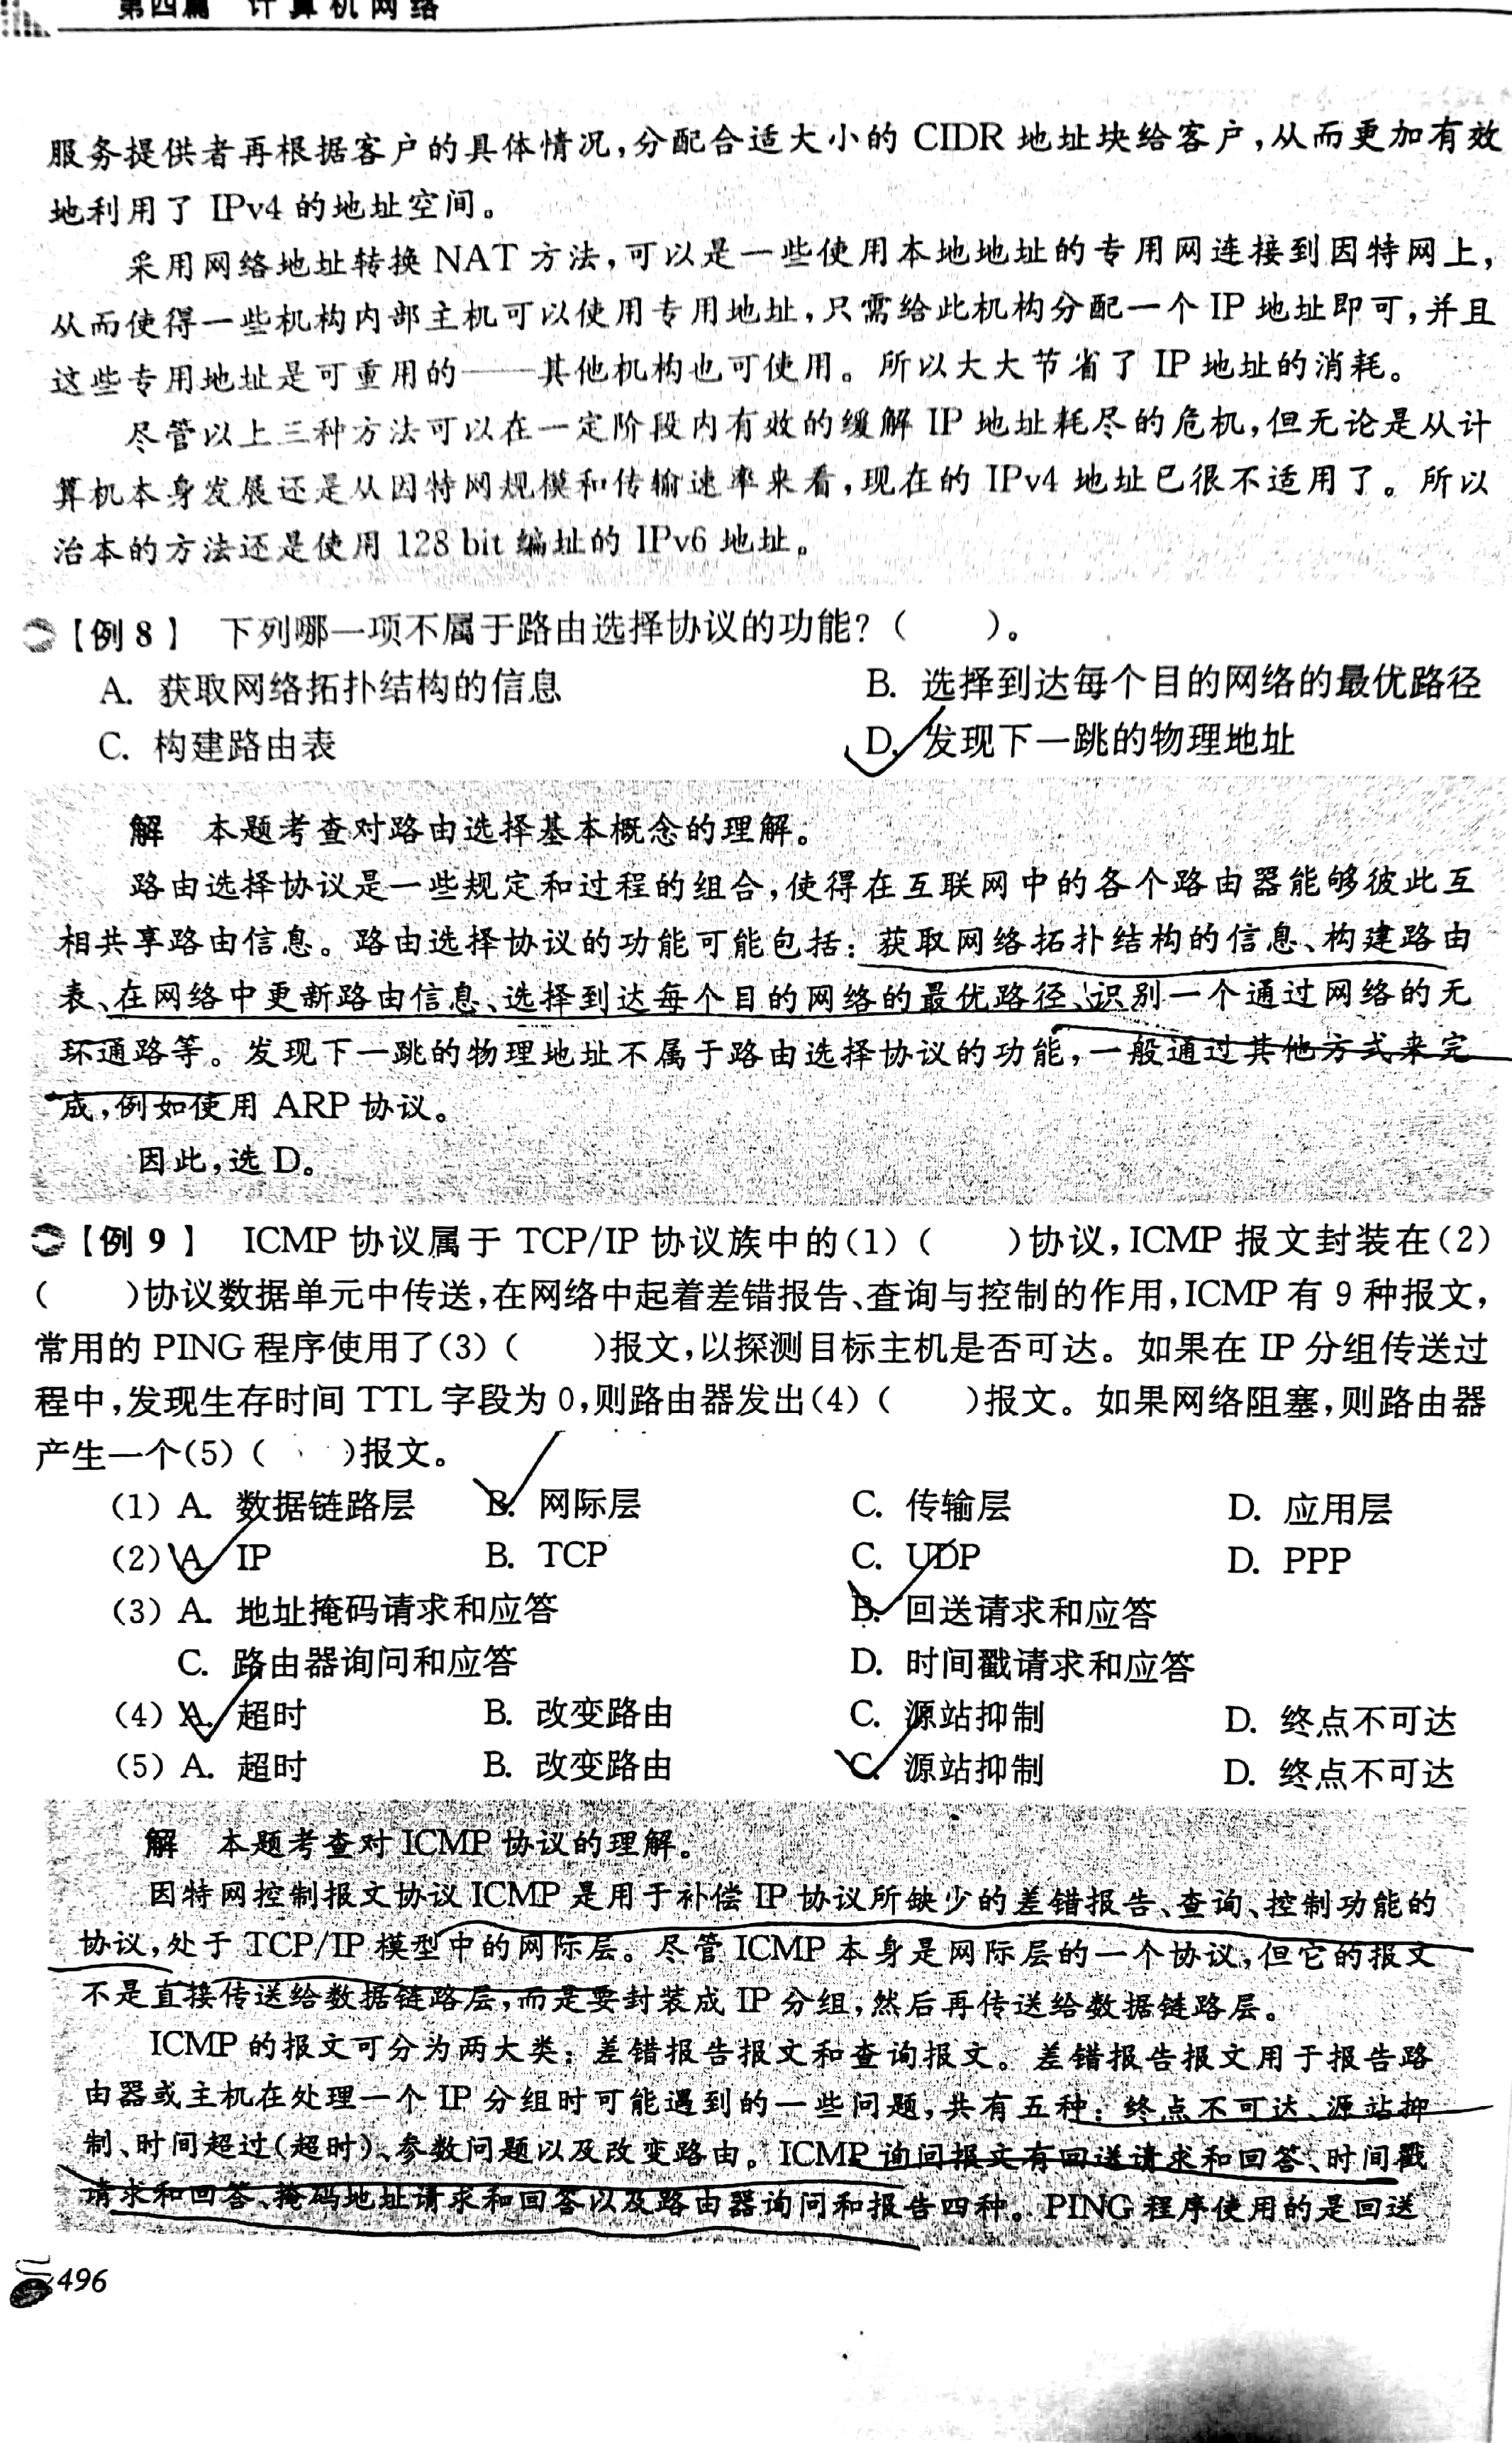 第四篇 计算机网络
服务提供者再根据客户的具体情况,分配合适大小的 CIDR 地址块给客户,从而更加有效
地利用了 IPv4 的地址空间。
采用网络地址转换 NAT 方法,可以是一些使用本地地址的专用网连接到因特网上,
从而使得一些机构内部主机可以使用专用地址,只需给此机构分配一个 IP 地址即可,并且
这些专用地址是可重用的——其他机构也可使用。所以大大节省了 IP 地址的消耗。
尽管以上三种方法可以在一定阶段内有效的缓解 IP 地址耗尽的危机,但无论是从计
算机本身发展还是从因特网规模和传输速率来看,现在的 IPv4 地址已很不适用了。所以
治本的方法还是使用 128 bit 编址的 IPv6 地址。
【例 8】 下列哪一项不属于路由选择协议的功能?( )。
A. 获取网络拓扑结构的信息 B. 选择到达每个目的网络的最优路径
C. 构建路由表 D. 发现下一跳的物理地址
解 本题考查对路由选择基本概念的理解。
路由选择协议是一些规定和过程的组合,使得在互联网中的各个路由器能够彼此互
相共享路由信息。路由选择协议的功能可能包括:获取网络拓扑结构的信息、构建路由
表、在网络中更新路由信息、选择到达每个目的网络的最优路径、识别一个通过网络的无
环通路等。发现下一跳的物理地址不属于路由选择协议的功能,一般通过其他方式来完
成,例如使用 ARP 协议。
因此,选 D。
【例 9】 ICMP 协议属于 TCP/IP 协议族中的(1)( )协议,ICMP 报文封装在(2)
( )协议数据单元中传送,在网络中起着差错报告、查询与控制的作用,ICMP 有 9 种报文,
常用的 PING 程序使用了(3)( )报文,以探测目标主机是否可达。如果在 IP 分组传送过
程中,发现生存时间 TTL 字段为 0,则路由器发出(4)( )报文。如果网络阻塞,则路由器
产生一个(5)( )报文。
(1) A. 数据链路层 B. 网际层 C. 传输层 D. 应用层
(2) A. IP B. TCP C. UDP D. PPP
(3) A. 地址掩码请求和应答 B. 回送请求和应答
C. 路由器询问和应答 D. 时间戳请求和应答
(4) A. 超时 B. 改变路由 C. 源站抑制 D. 终点不可达
(5) A. 超时 B. 改变路由 C. 源站抑制 D. 终点不可达
解 本题考查对 ICMP 协议的理解。
因特网控制报文协议 ICMP 是用于补偿 IP 协议所缺少的差错报告、查询、控制功能的
协议,处于 TCP/IP 模型中的网际层。尽管 ICMP 本身是网际层的一个协议,但它的报文
不是直接传送给数据链路层,而是要封装成 IP 分组,然后再传送给数据链路层。
ICMP 的报文可分为两大类:差错报告报文和查询报文。差错报告报文用于报告路
由器或主机在处理一个 IP 分组时可能遇到的一些问题,共有五种:终点不可达、源站抑
制、时间超过(超时)、参数问题以及改变路由。ICMP 询问报文有回送请求和回答、时间戳
请求和回答、掩码地址请求和回答以及路由器询问和报告四种。PING 程序使用的是回送
496